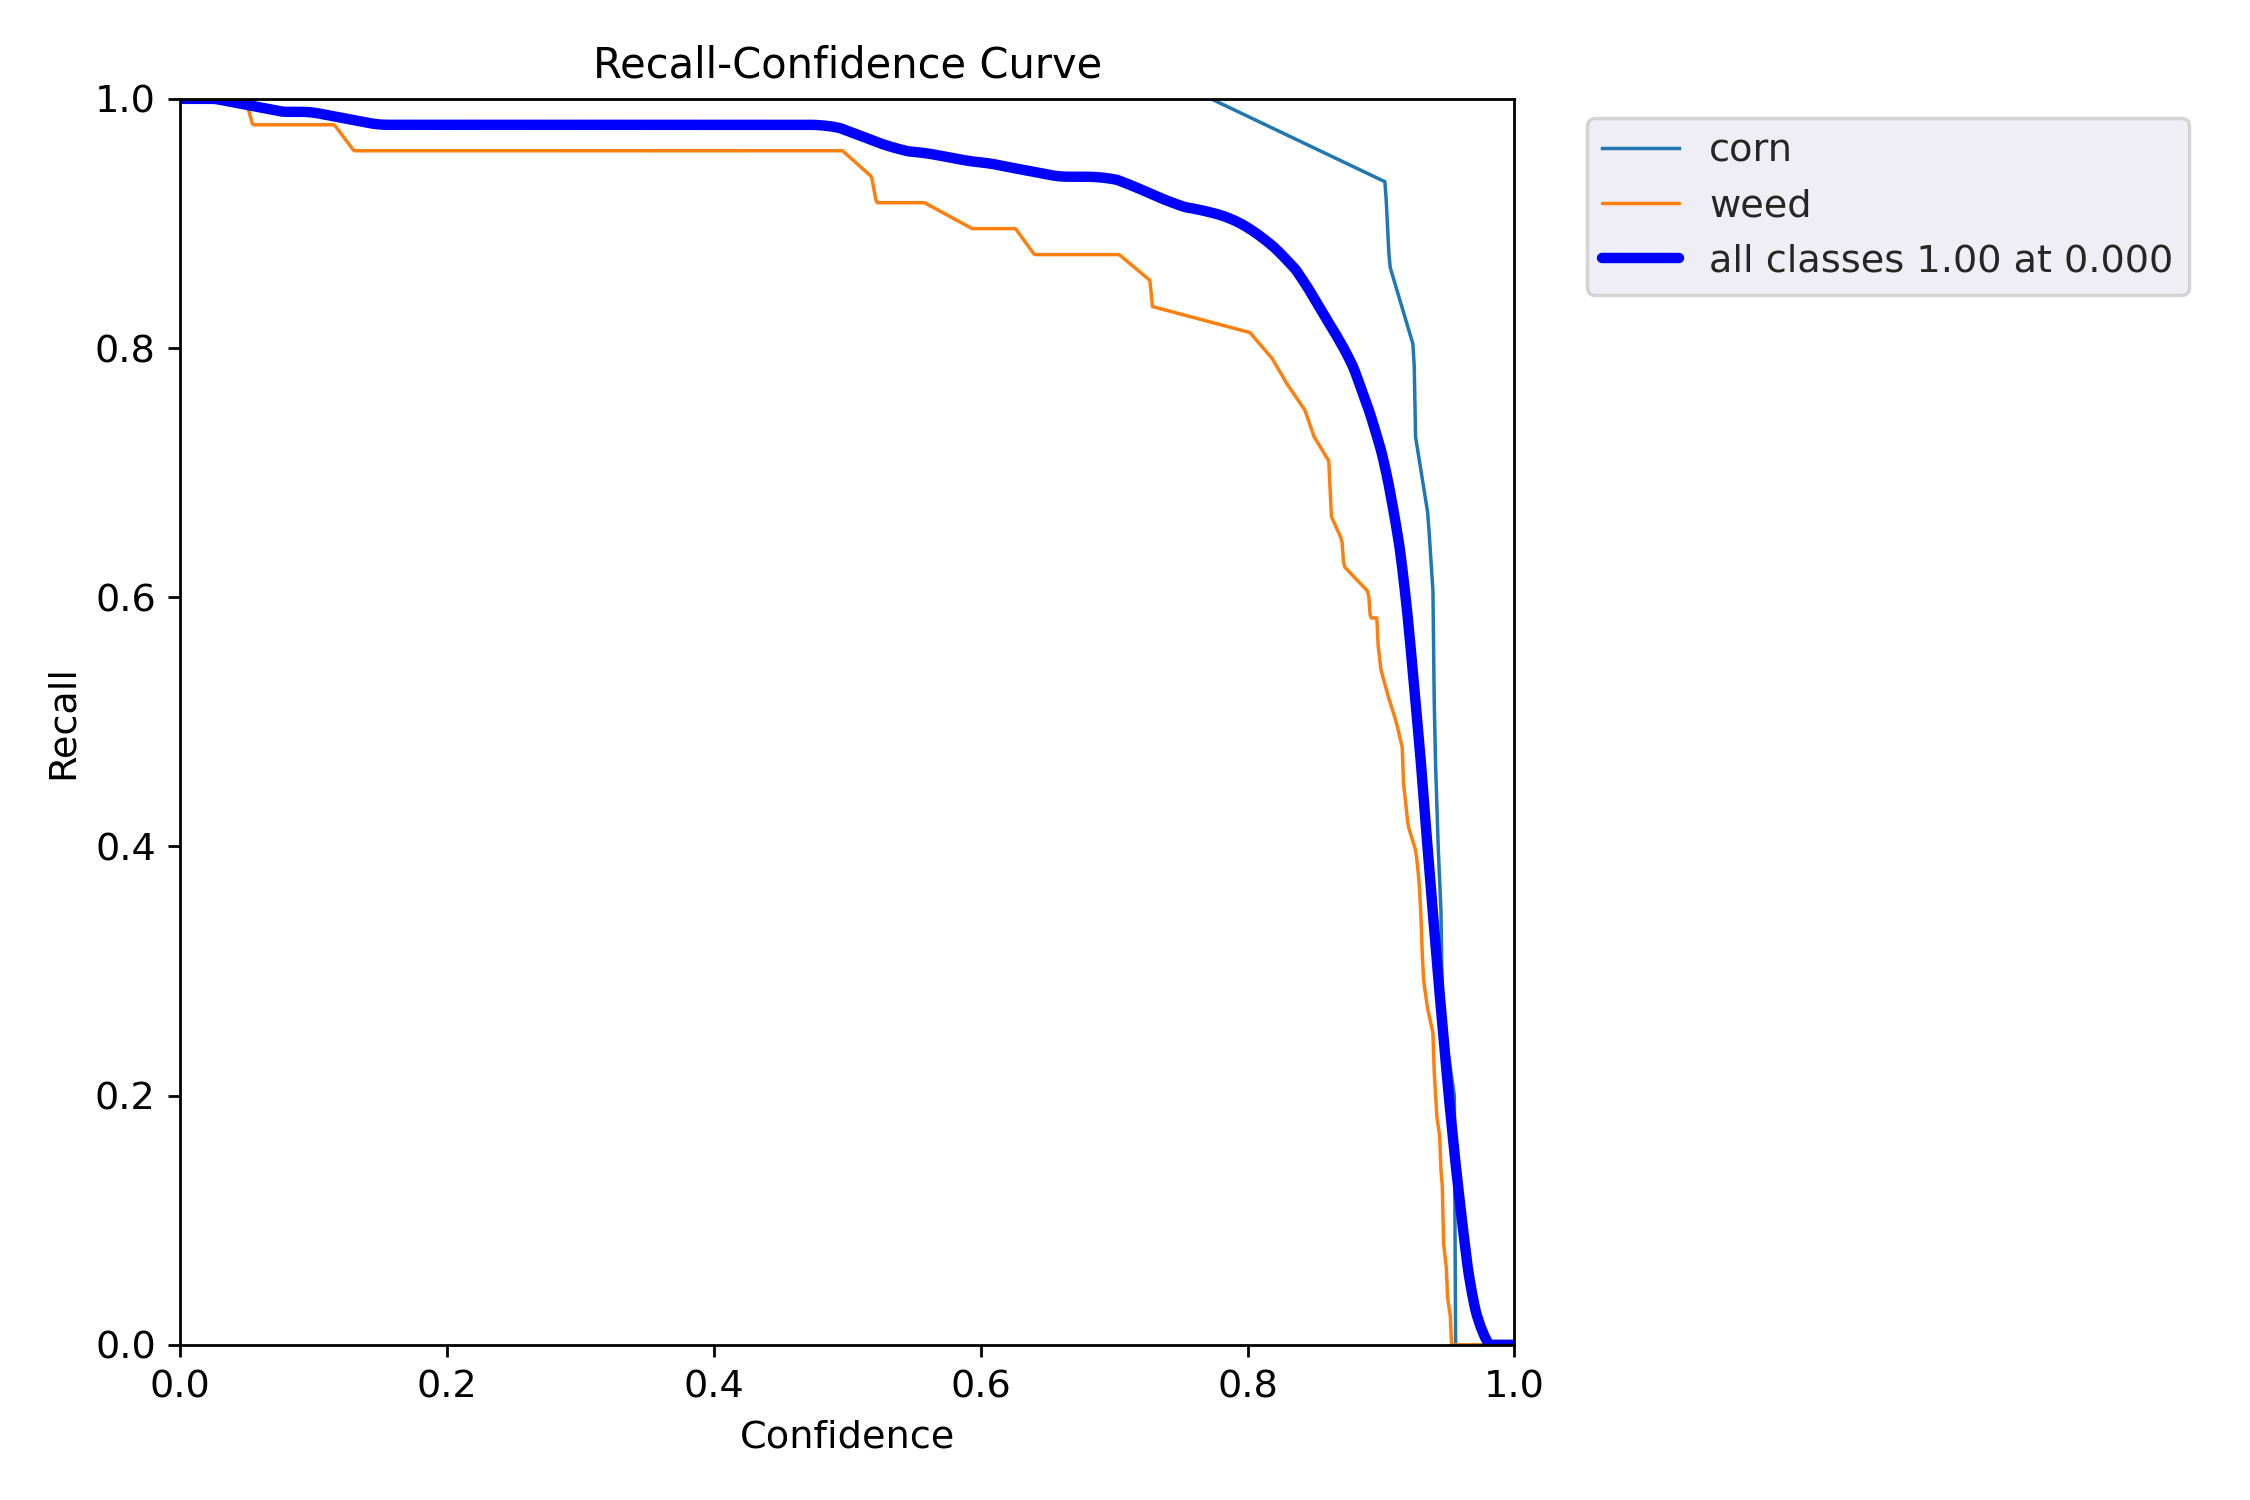 Recall-Confidence Curve
1.0
0.8
0.6
0.4
0.2
0.0
Recall
0.0 0.2 0.4 0.6 0.8 1.0
Confidence
corn
weed
all classes 1.00 at 0.000